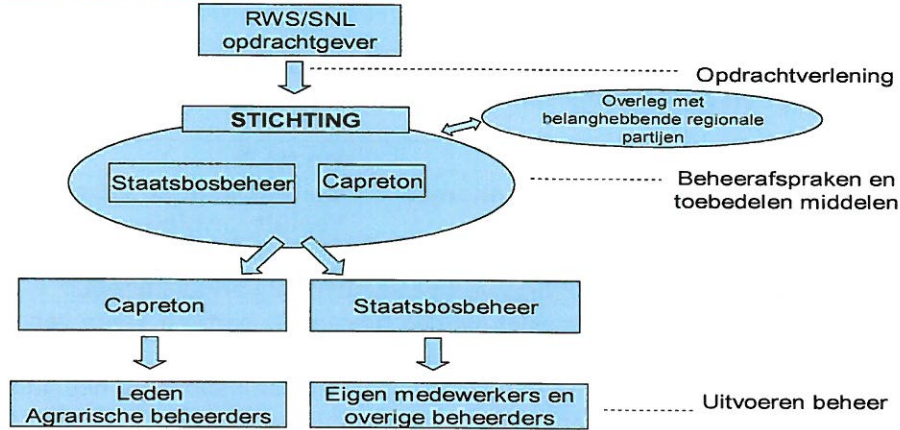 RWS/SNL
opdrachtgever
Opdrachtverlening
STICHTING
Overleg met
belanghebbende regionale
partijen
Staatsbosbeheer
Capreton
Beheerafspraken en
toebedelen middelen
Capreton
Staatsbosbeheer
Leden
Agrarische beheerders
Eigen medewerkers en
overige beheerders
Uitvoeren beheer